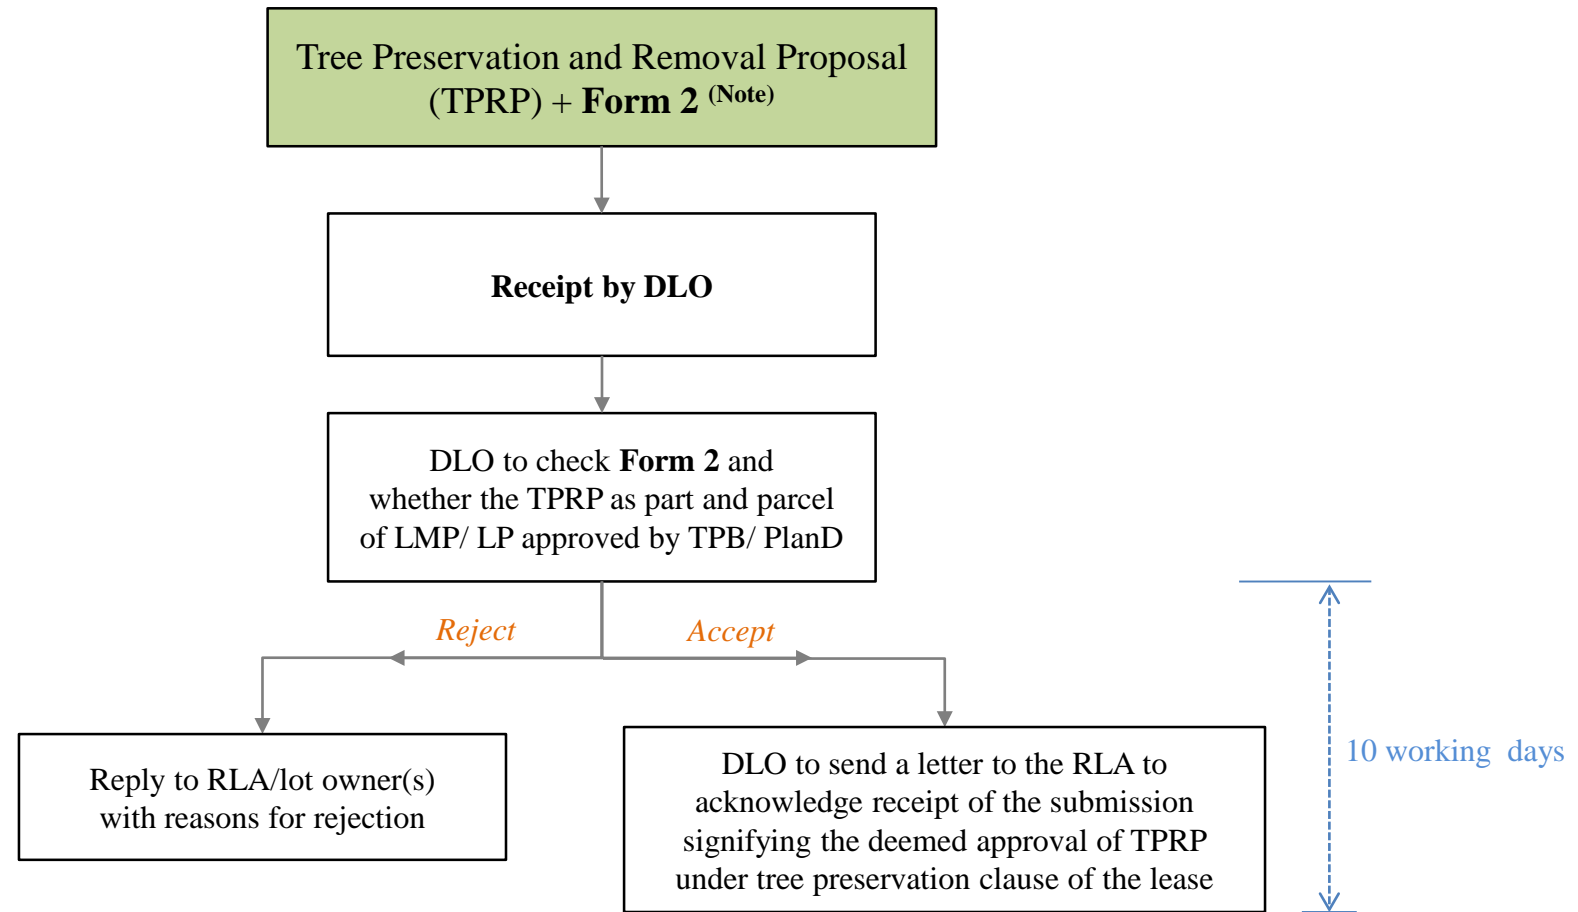 Tree Preservation and Removal Proposal
(TPRP) + Form 2 (Note)
Receipt by DLO
DLO to check Form 2 and
whether the TPRP as part and parcel
of LMP/ LP approved by TPB/ PlanD
Reject
Accept
Reply to RLA/lot owner(s)
with reasons for rejection
DLO to send a letter to the RLA to
acknowledge receipt of the submission
signifying the deemed approval of TPRP
under tree preservation clause of the lease
10 working days